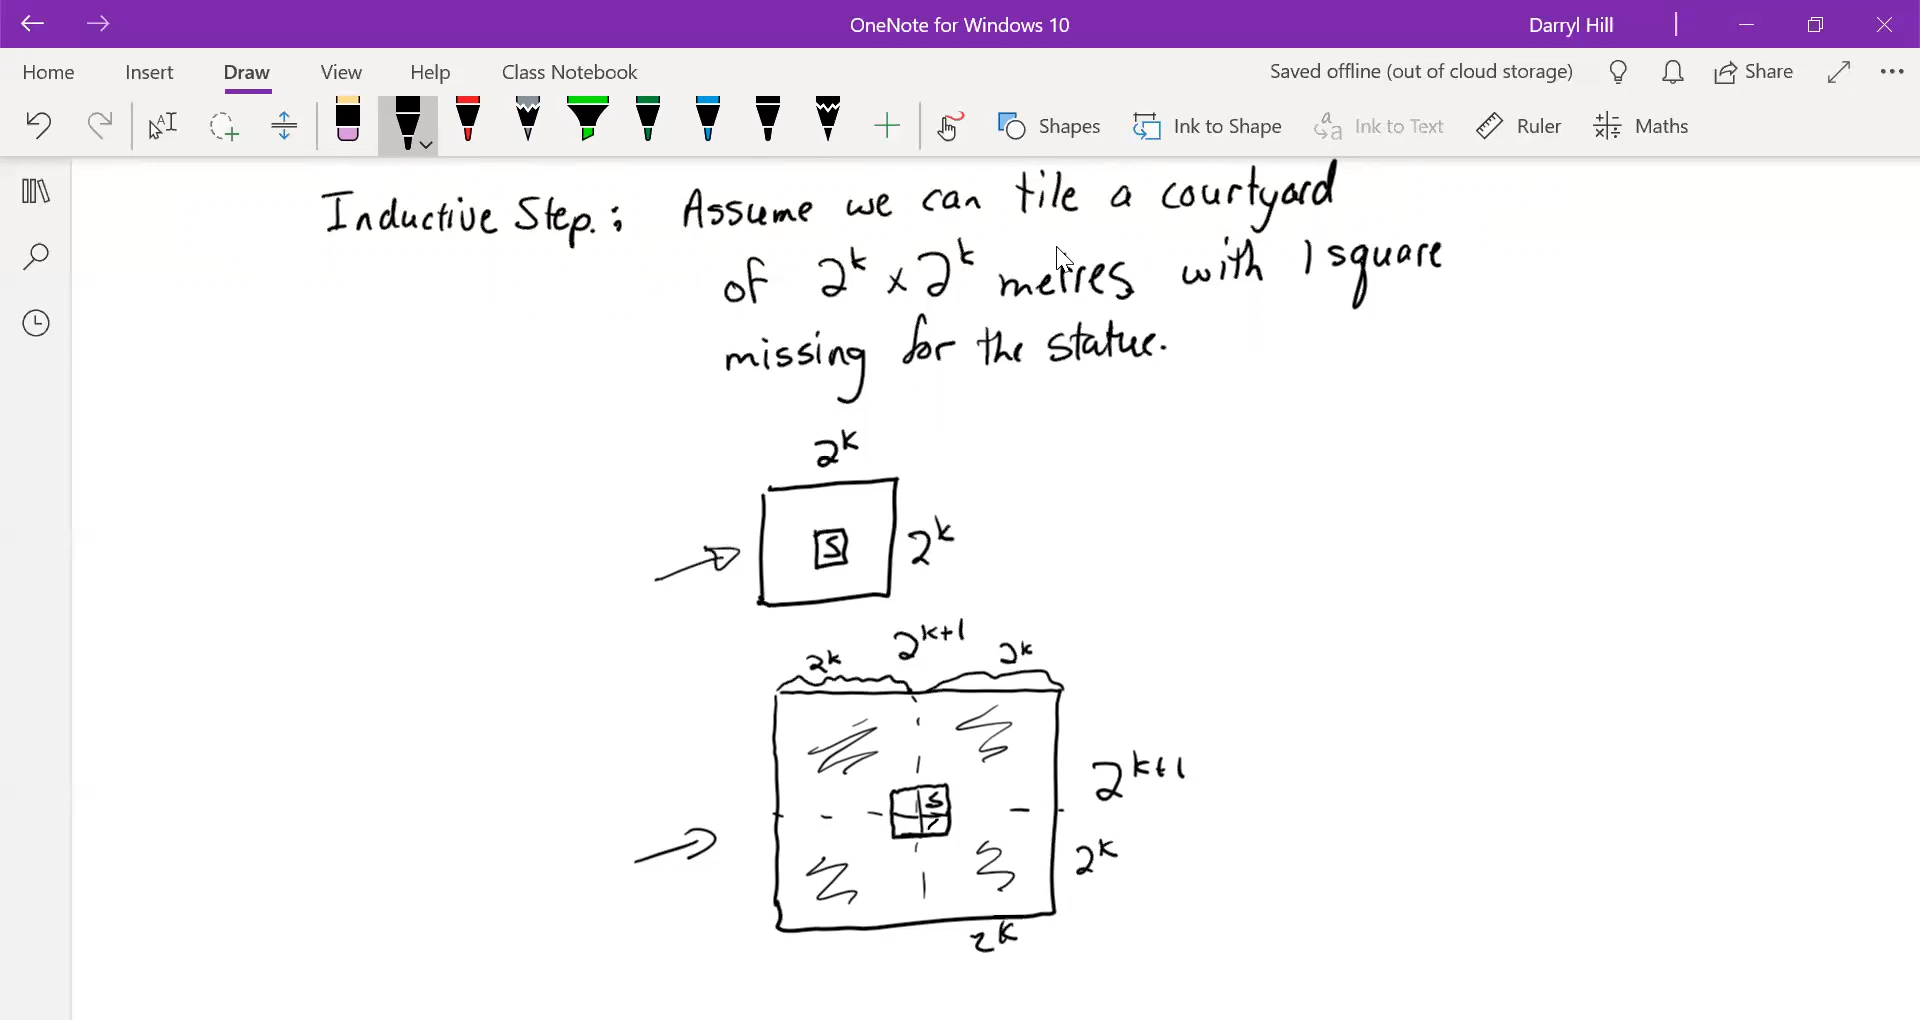 OneNote for Windows 10
Darryl Hill
Home Insert Draw View Help Class Notebook
Saved offline (out of cloud storage) Share
Shapes Ink to Shape Ink to Text Ruler Maths
Inductive Step: Assume we can tile a courtyard
of 2^k x 2^k metres with 1 square
missing for the statue.
2^k
S 2^k
2^{k+1}
2^k 2^k
2^{k+1}
S
2^k
2^k